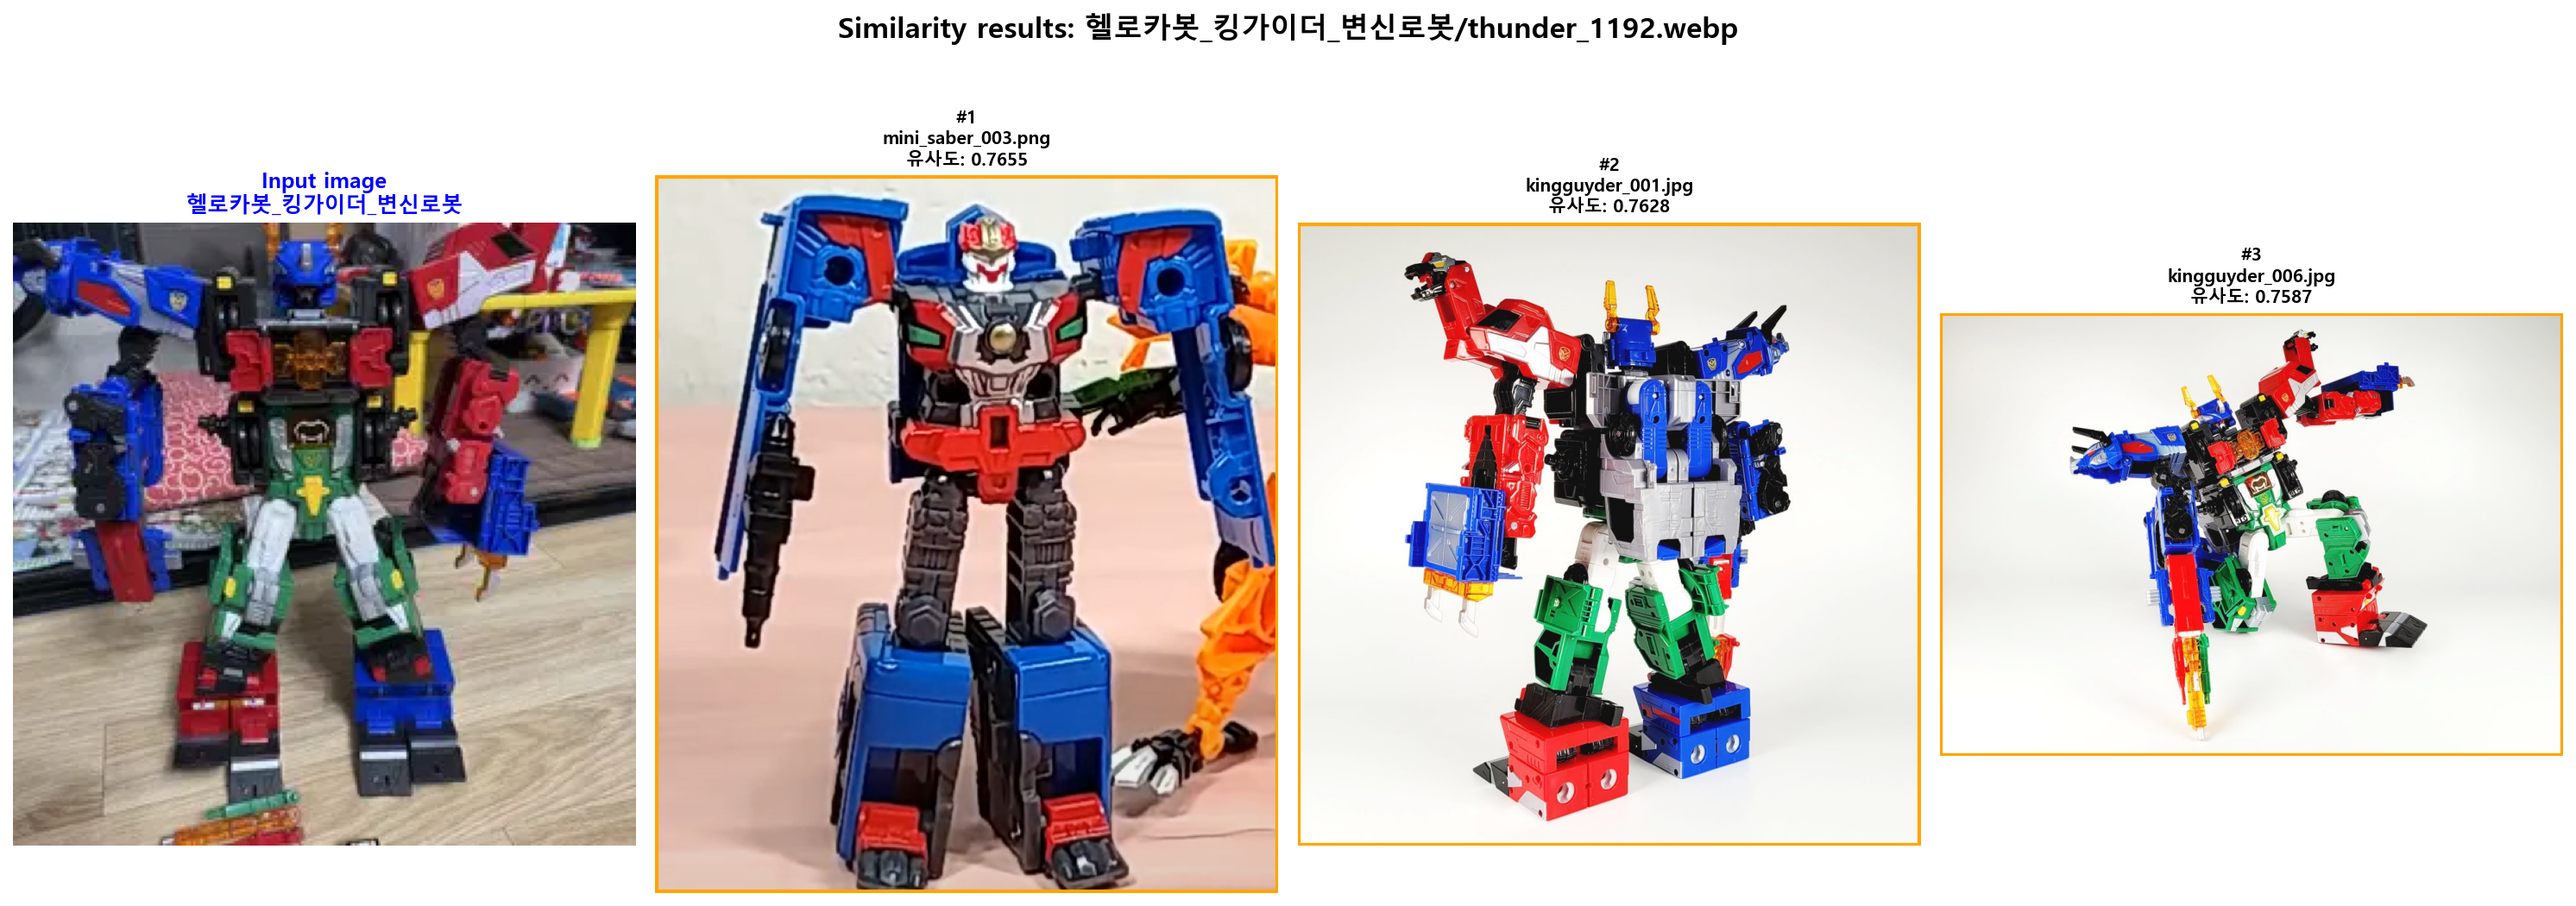 Similarity results: 헬로카봇_킹가이더_변신로봇/thunder_1192.webp
Input image
헬로카봇_킹가이더_변신로봇
#1
mini_saber_003.png
유사도: 0.7655
#2
kingguyder_001.jpg
유사도: 0.7628
#3
kingguyder_006.jpg
유사도: 0.7587